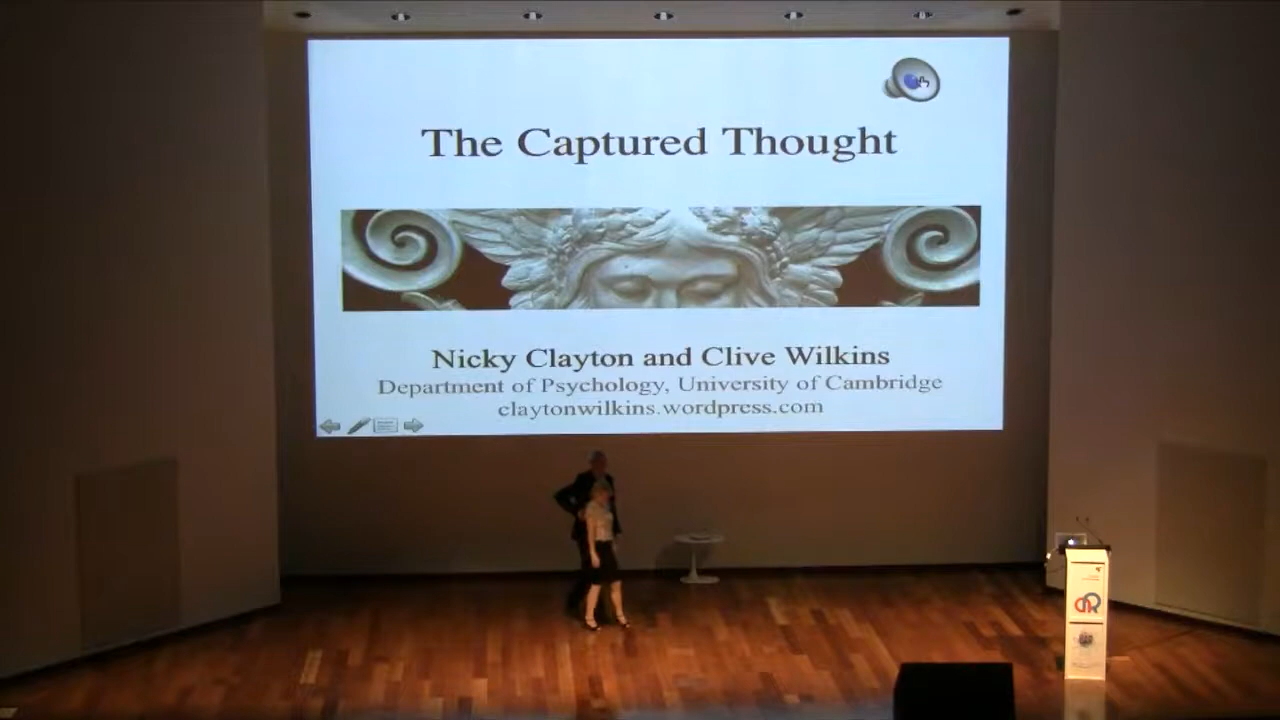 The Captured Thought
Nicky Clayton and Clive Wilkins
Department of Psychology, University of Cambridge
claytonwilkins.wordpress.com